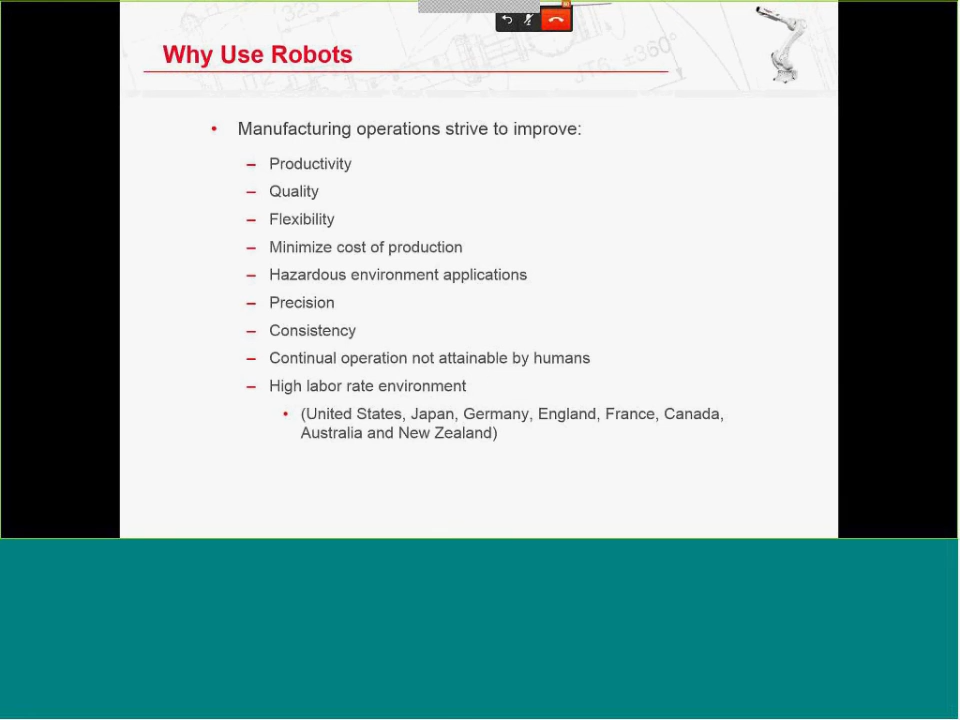 Why Use Robots
JT6: ±360°
• Manufacturing operations strive to improve:
– Productivity
– Quality
– Flexibility
– Minimize cost of production
– Hazardous environment applications
– Precision
– Consistency
– Continual operation not attainable by humans
– High labor rate environment
• (United States, Japan, Germany, England, France, Canada,
Australia and New Zealand)